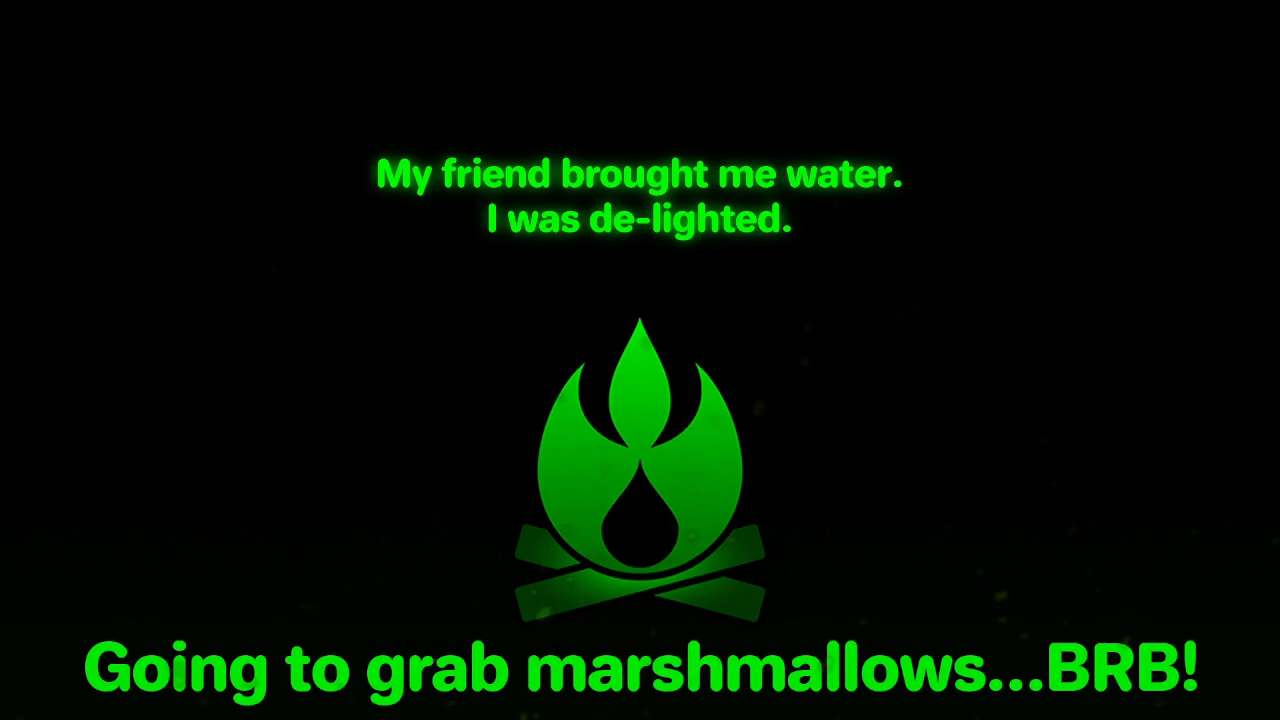 My friend brought me water.
I was de-lighted.
Going to grab marshmallows...BRB!